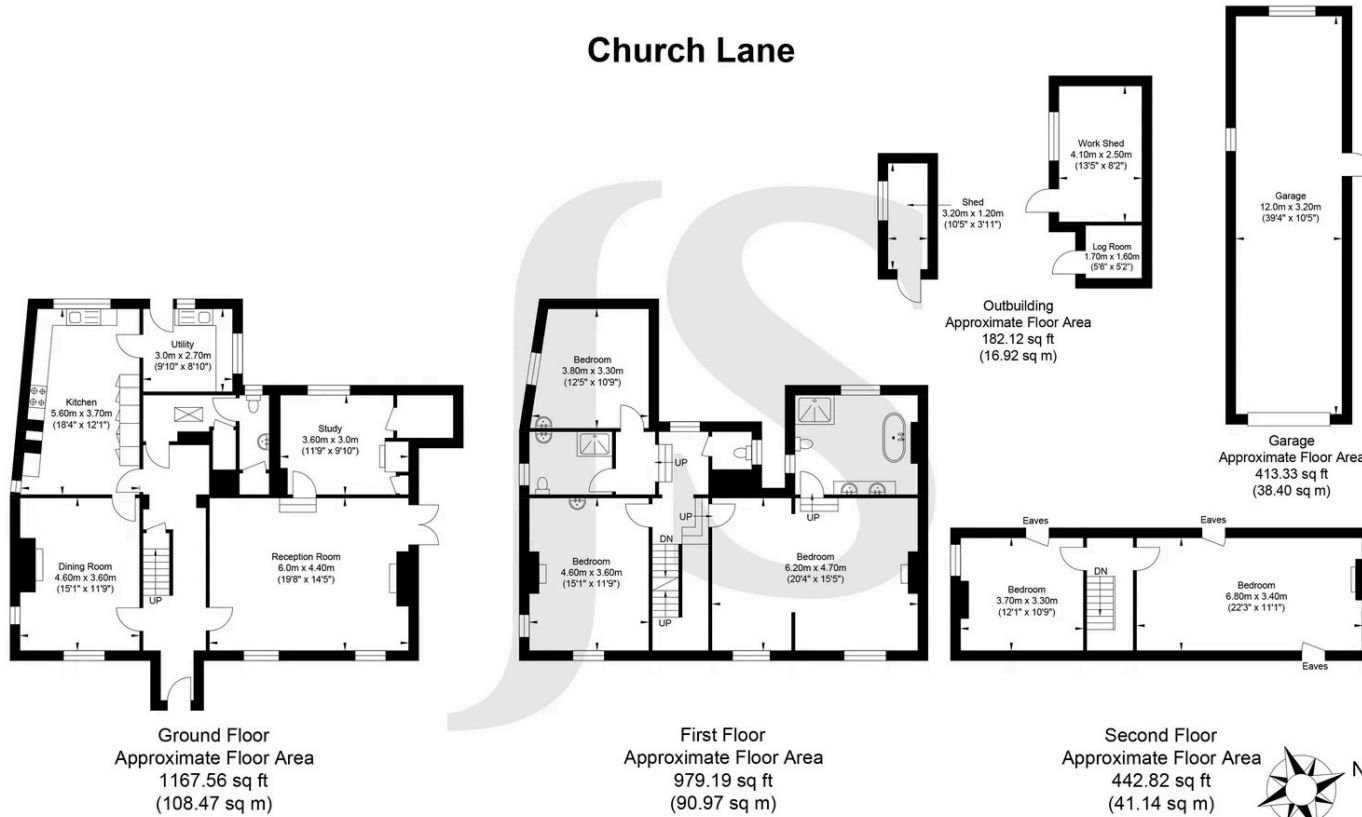 Church Lane
Work Shed
4.10m x 2.50m
(13'5" x 8'2")
Shed
3.20m x 1.20m
(10'5" x 3'11")
Log Room
1.70m x 1.60m
(5'6" x 5'2")
Garage
12.0m x 3.20m
(39'4" x 10'5")
Outbuilding
Approximate Floor Area
182.12 sq ft
(16.92 sq m)
Garage
Approximate Floor Area
413.33 sq ft
(38.40 sq m)
JS
Utility
3.0m x 2.70m
(9'10" x 8'10")
Kitchen
5.60m x 3.70m
(18'4" x 12'1")
Study
3.60m x 3.0m
(11'9" x 9'10")
Dining Room
4.60m x 3.60m
(15'1" x 11'9")
UP
Reception Room
6.0m x 4.40m
(19'8" x 14'5")
Ground Floor
Approximate Floor Area
1167.56 sq ft
(108.47 sq m)
Bedroom
3.80m x 3.30m
(12'5" x 10'9")
UP
UP
UP
DN
UP
Bedroom
4.60m x 3.60m
(15'1" x 11'9")
Bedroom
6.20m x 4.70m
(20'4" x 15'5")
First Floor
Approximate Floor Area
979.19 sq ft
(90.97 sq m)
Eaves
Eaves
DN
Bedroom
3.70m x 3.30m
(12'1" x 10'9")
Bedroom
6.80m x 3.40m
(22'3" x 11'1")
Eaves
Second Floor
Approximate Floor Area
442.82 sq ft
(41.14 sq m)
N